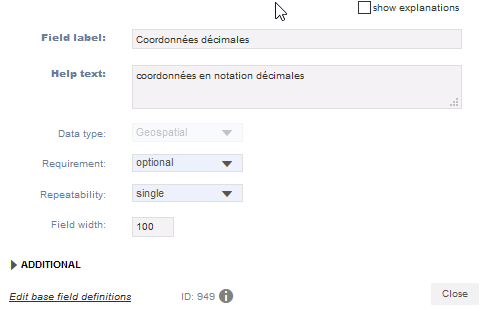 show explanations
Field label: Coordonnées décimales
Help text: coordonnées en notation décimales
Data type: Geospatial
Requirement: optional
Repeatability: single
Field width: 100
ADDITIONAL
Edit base field definitions ID: 949 i Close